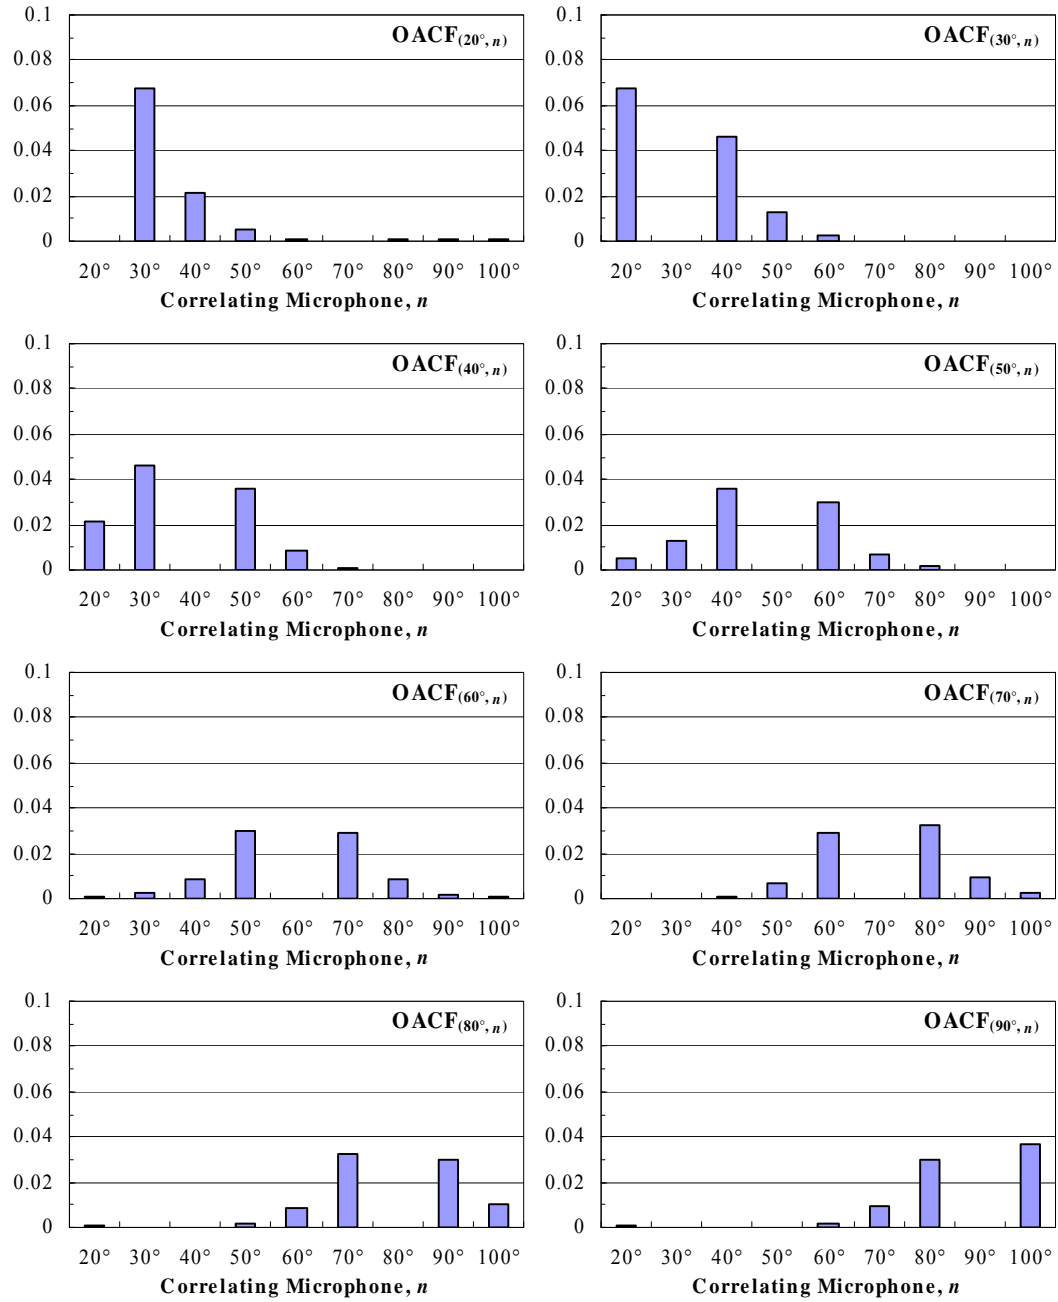 0.1
0.08
0.06
0.04
0.02
0
OACF(20°, n)
20° 30° 40° 50° 60° 70° 80° 90° 100°
Correlating Microphone, n
0.1
0.08
0.06
0.04
0.02
0
OACF(30°, n)
20° 30° 40° 50° 60° 70° 80° 90° 100°
Correlating Microphone, n
0.1
0.08
0.06
0.04
0.02
0
OACF(40°, n)
20° 30° 40° 50° 60° 70° 80° 90° 100°
Correlating Microphone, n
0.1
0.08
0.06
0.04
0.02
0
OACF(50°, n)
20° 30° 40° 50° 60° 70° 80° 90° 100°
Correlating Microphone, n
0.1
0.08
0.06
0.04
0.02
0
OACF(60°, n)
20° 30° 40° 50° 60° 70° 80° 90° 100°
Correlating Microphone, n
0.1
0.08
0.06
0.04
0.02
0
OACF(70°, n)
20° 30° 40° 50° 60° 70° 80° 90° 100°
Correlating Microphone, n
0.1
0.08
0.06
0.04
0.02
0
OACF(80°, n)
20° 30° 40° 50° 60° 70° 80° 90° 100°
Correlating Microphone, n
0.1
0.08
0.06
0.04
0.02
0
OACF(90°, n)
20° 30° 40° 50° 60° 70° 80° 90° 100°
Correlating Microphone, n